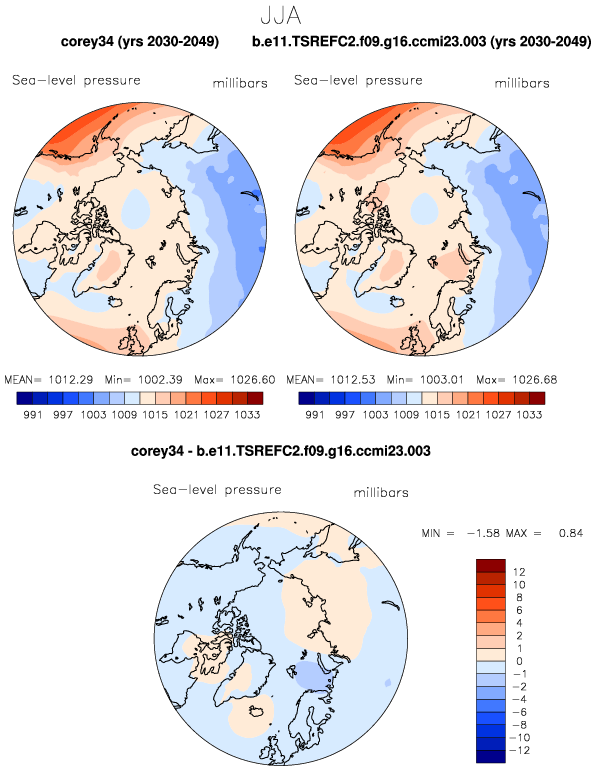 JJA
corey34 (yrs 2030-2049) b.e11.TSREFC2.f09.g16.ccmi23.003 (yrs 2030-2049)
Sea-level pressure millibars Sea-level pressure millibars
MEAN= 1012.29 Min= 1002.39 Max= 1026.60 MEAN= 1012.53 Min= 1003.01 Max= 1026.68
991 997 1003 1009 1015 1021 1027 1033 991 997 1003 1009 1015 1021 1027 1033
corey34 - b.e11.TSREFC2.f09.g16.ccmi23.003
Sea-level pressure millibars
MIN = -1.58 MAX = 0.84
12
10
8
6
4
2
1
0
-1
-2
-4
-6
-8
-10
-12